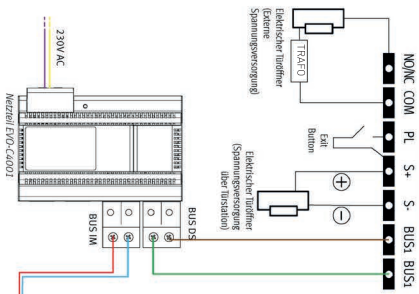 Elektrischer Türöffner
(Externe
Spannungsversorgung)
TRAFO
NO/NC
COM
PL
Exit
Button
S+
S-
BUS1
BUS1
Elektrischer Türöffner
(Spannungsversorgung
über Türstation)
+
−
230V AC
Netzteil EVO-C4001
BUS IM
BUS DS